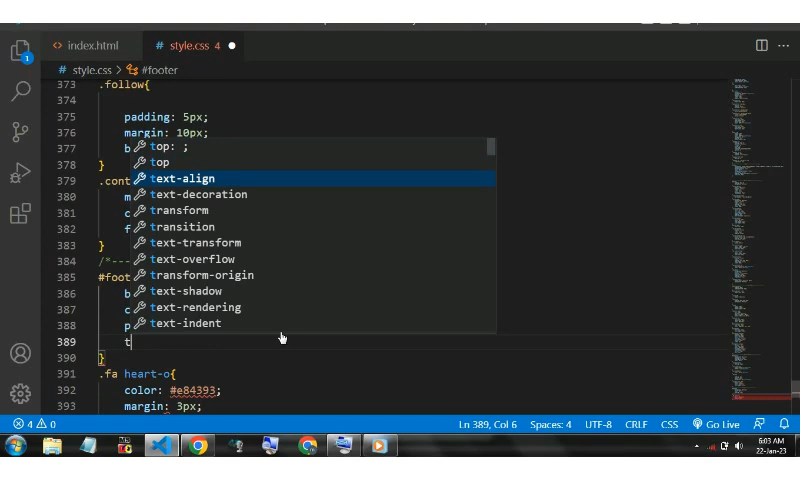 index.html
style.css 4
style.css > #footer
373 .follow{
374
375 padding: 5px;
376 margin: 10px;
377 b
top: ;
378 }
top
379 .cont
text-align
380 m
text-decoration
381 c
transform
382 f
transition
383 }
text-transform
384 /*---
text-overflow
385 #foot
transform-origin
386 b
text-shadow
387 c
text-rendering
388 p
text-indent
389 t
390 }
391 .fa heart-o{
392 color: #e84393;
393 margin: 3px;
1
4 0
Ln 389, Col 6 Spaces: 4 UTF-8 CRLF CSS Go Live
6:03 AM
22-Jan-23